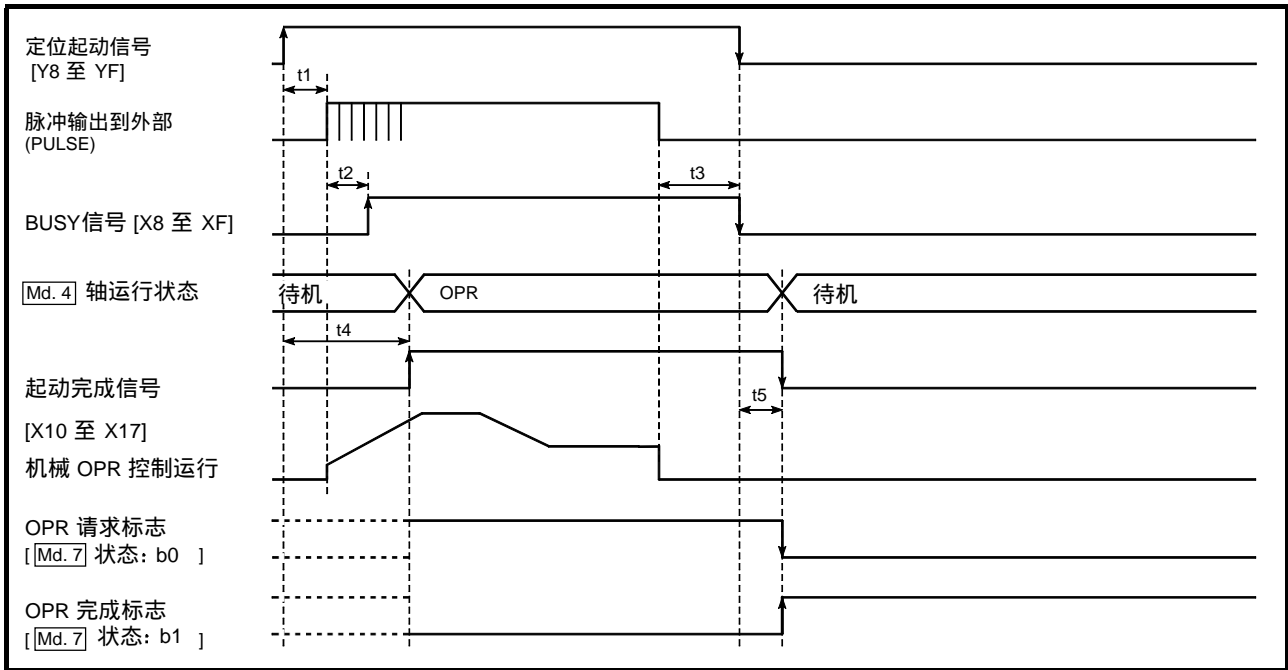 定位起动信号
[Y8 至 YF]
t1
脉冲输出到外部
(PULSE)
t2
t3
BUSY信号 [X8 至 XF]
Md. 4 轴运行状态
待机
OPR
待机
t4
起动完成信号
t5
[X10 至 X17]
机械 OPR 控制运行
OPR 请求标志
[ Md. 7 状态: b0 ]
OPR 完成标志
[ Md. 7 状态: b1 ]